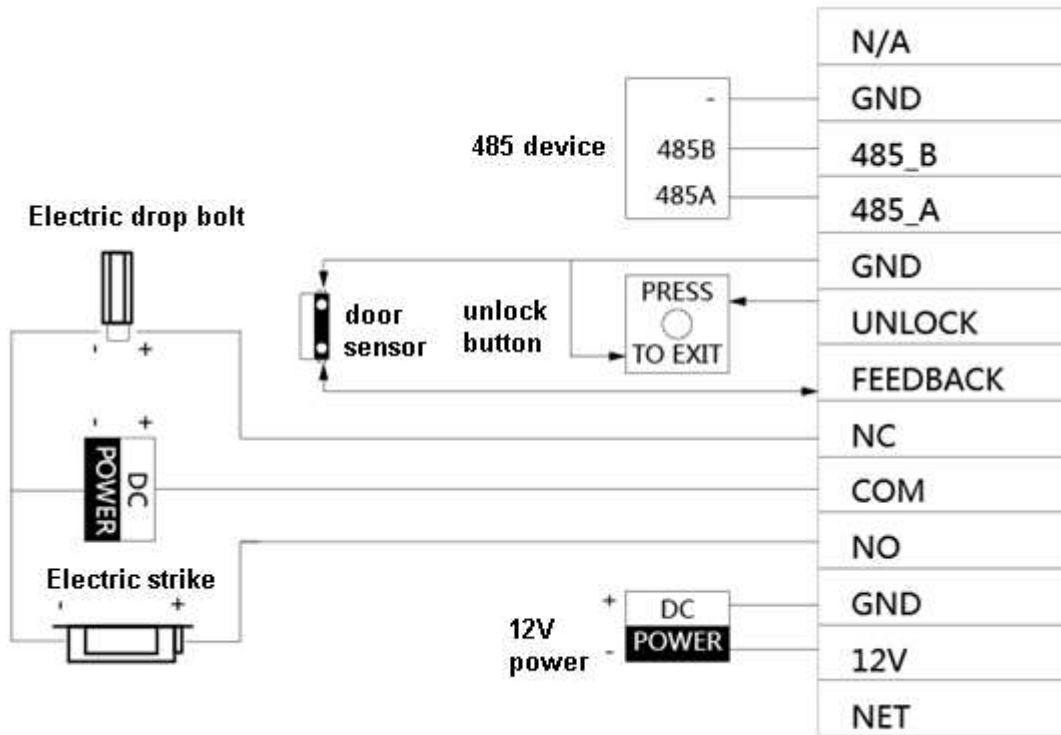 N/A
GND
485_B
485_A
GND
UNLOCK
FEEDBACK
NC
COM
NO
GND
12V
NET
485 device
-
485B
485A
Electric drop bolt
- +
door
sensor
unlock
button
PRESS
TO EXIT
- +
POWER
DC
Electric strike
- +
12V
power
+
-
DC
POWER